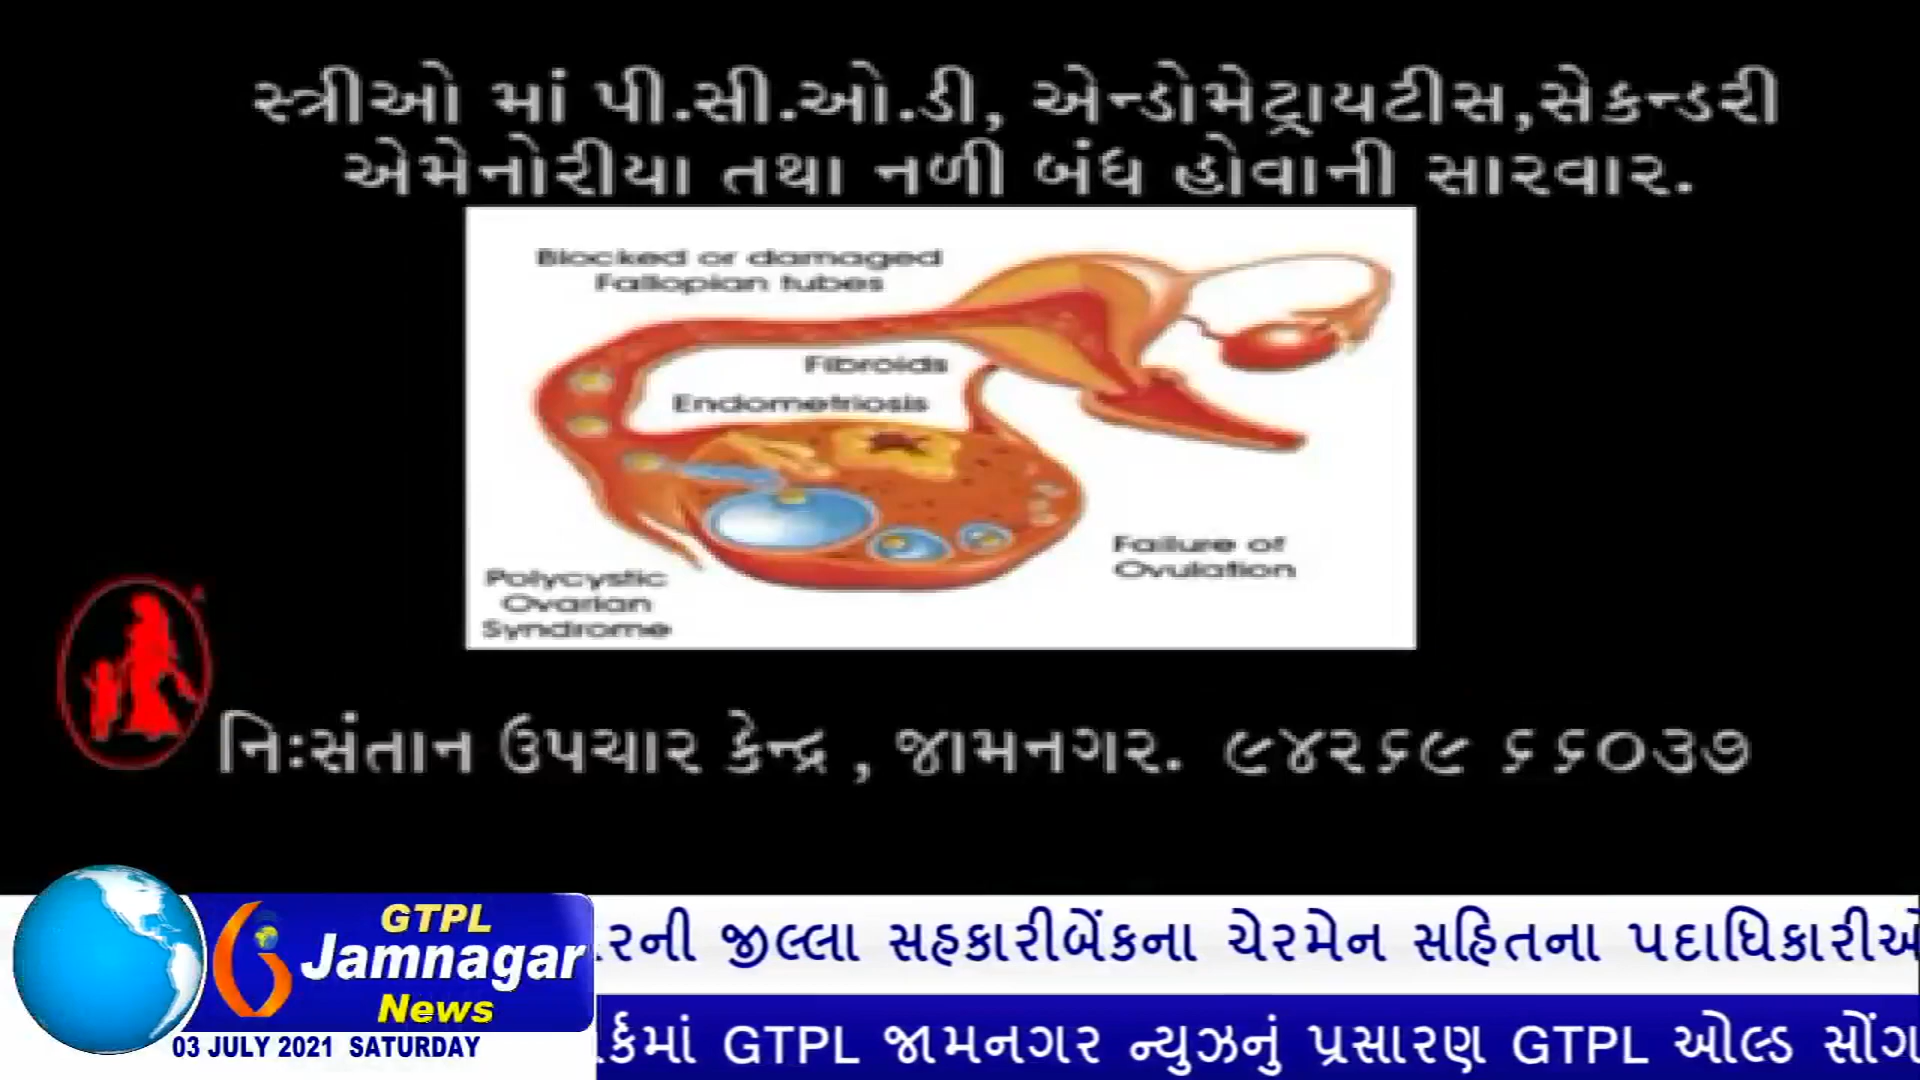 સ્ત્રીઓ માં પી.સી.ઓ.ડી, એન્ડોમેટ્રાયટીસ,સેકન્ડરી
એમેનોરીયા તથા નળી બંધ હોવાની સારવાર.
Blocked or damaged
Fallopian tubes
Fibroids
Endometriosis
Failure of
Ovulation
Polycystic
Ovarian
Syndrome
નિઃસંતાન ઉપચાર કેન્દ્ર , જામનગર. ૯૪૨૬૯ ૬૬૦૩૭
GTPL
Jamnagar
News
03 JULY 2021 SATURDAY
રની જીલ્લા સહકારીબેંકના ચેરમેન સહિતના પદાધિકારીઓ
ર્કમાં GTPL જામનગર ન્યુઝનું પ્રસારણ GTPL ઓલ્ડ સોંગ